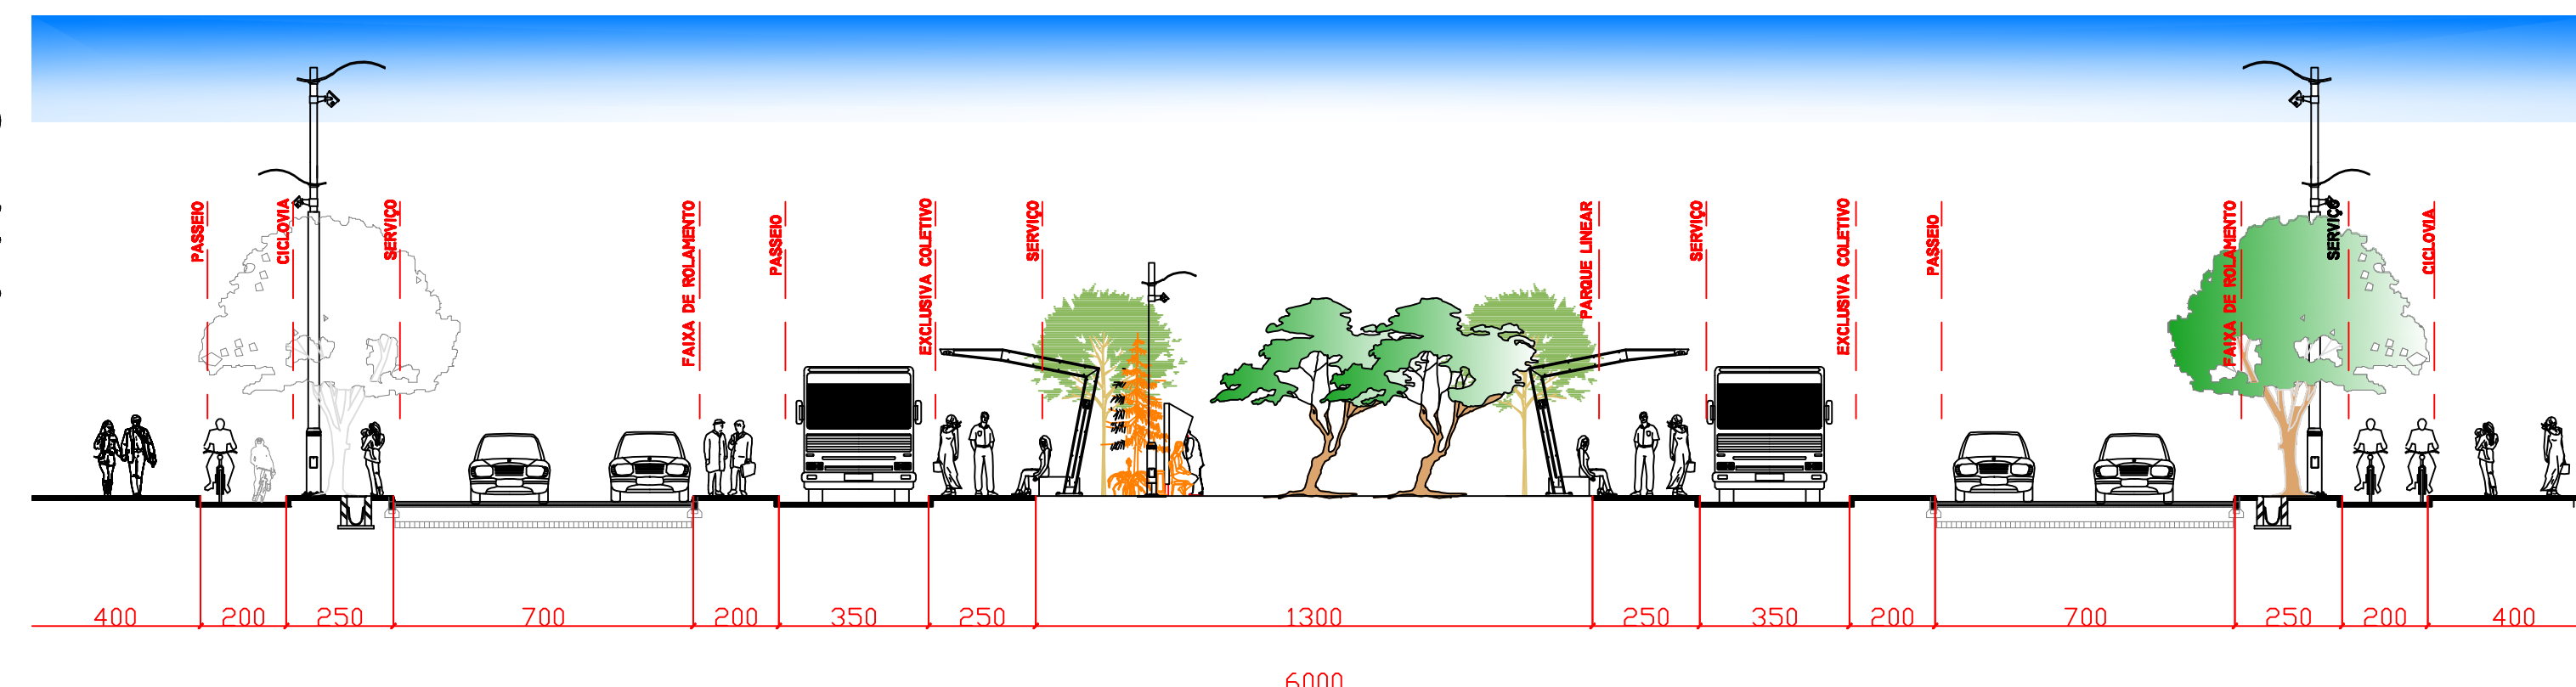 PASSEIO
CICLOVIA
SERVIÇO
FAIXA DE ROLAMENTO
PASSEIO
EXCLUSIVA COLETIVO
SERVIÇO
PARQUE LINEAR
SERVIÇO
EXCLUSIVA COLETIVO
PASSEIO
FAIXA DE ROLAMENTO
SERVIÇO
CICLOVIA
400 200 250 700 200 350 250 1300 250 350 200 700 250 200 400
6000